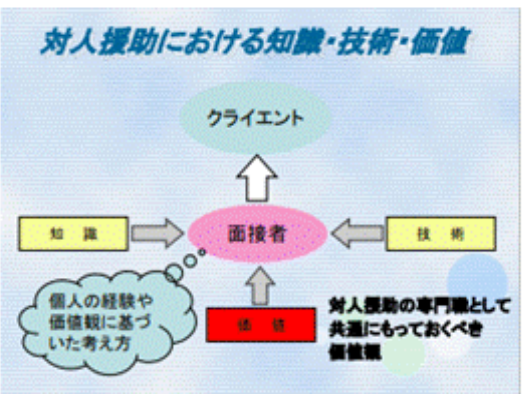 対人援助における知識・技術・価値
クライエント
知 識
面接者
技 術
個人の経験や
価値観に基づ
いた考え方
価 値
対人援助の専門職として
共通にもっておくべき
価値観